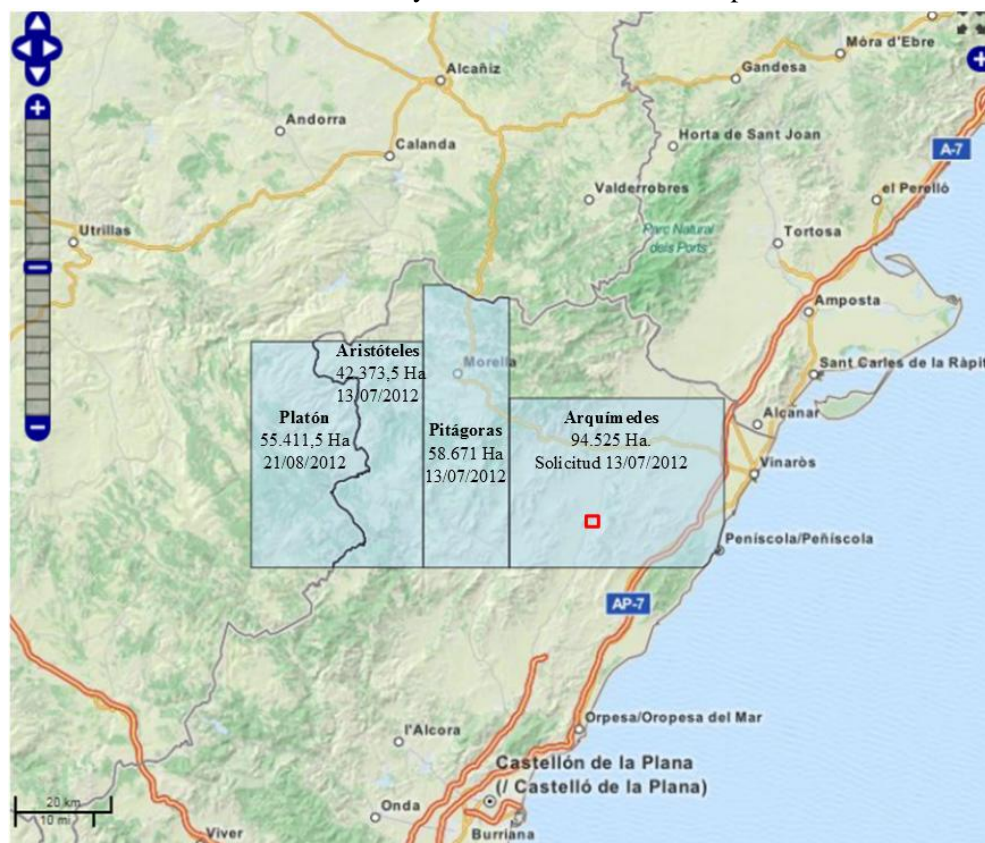 Móra d'Ebre
Gandesa
Alcañiz
Andorra
Calanda
Horta de Sant Joan
A-7
Valderrobres
el Perelló
Utrillas
Parc Natural
dels Ports
Tortosa
Amposta
Aristóteles
42.373,5 Ha
13/07/2012
Morella
Sant Carles de la Ràpit
Platón
55.411,5 Ha
21/08/2012
Pitágoras
58.671 Ha
13/07/2012
Arquímedes
94.525 Ha.
Solicitud 13/07/2012
Alcanar
Vinaròs
Peníscola/Peñíscola
AP-7
Orpesa/Oropesa del Mar
l'Alcora
Castellón de la Plana
(/ Castelló de la Plana)
Onda
Burriana
Viver
20 km
10 mi